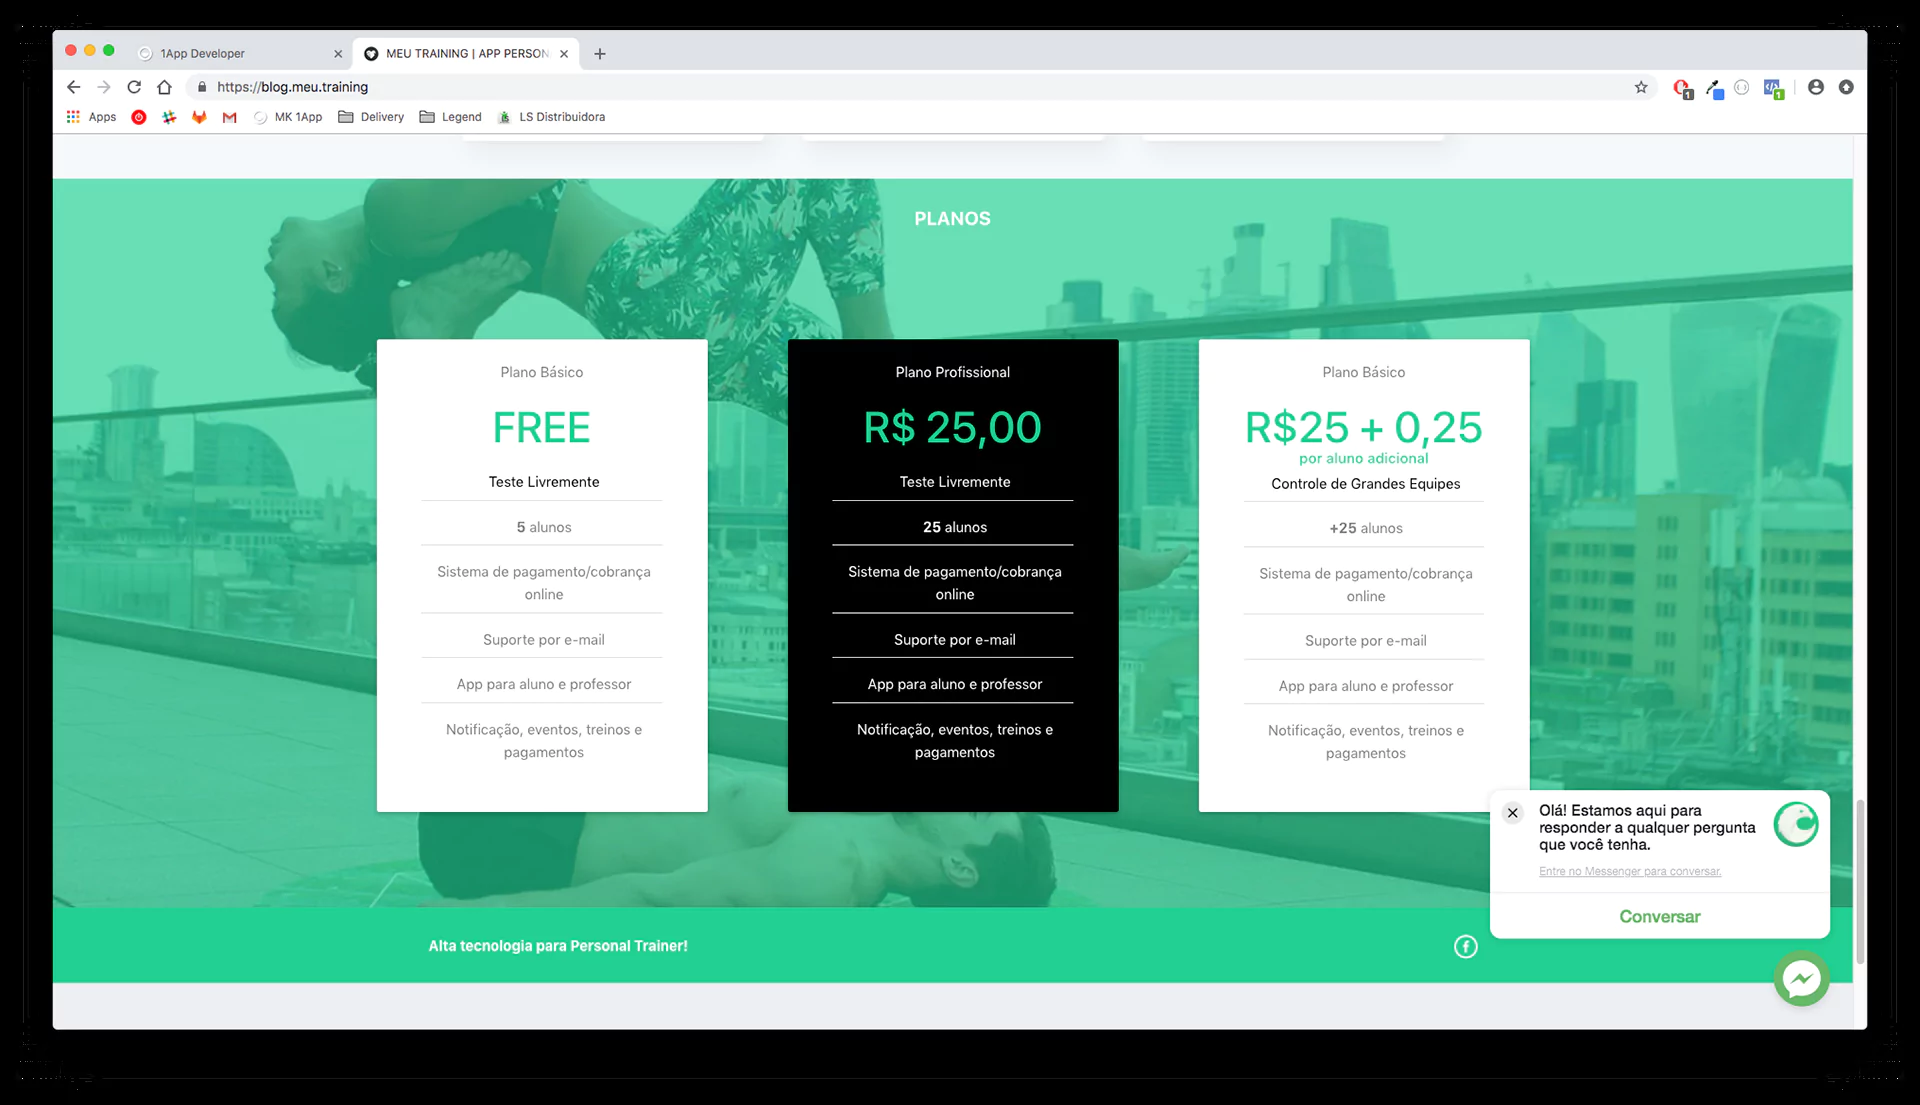 1App Developer
MEU TRAINING | APP PERSON
https://blog.meu.training
1
1
Apps
MK 1App
Delivery
Legend
LS Distribuidora
PLANOS
Plano Básico
FREE
Teste Livremente
5 alunos
Sistema de pagamento/cobrança
online
Suporte por e-mail
App para aluno e professor
Notificação, eventos, treinos e
pagamentos
Plano Profissional
R$ 25,00
Teste Livremente
25 alunos
Sistema de pagamento/cobrança
online
Suporte por e-mail
App para aluno e professor
Notificação, eventos, treinos e
pagamentos
Plano Básico
R$25 + 0,25
por aluno adicional
Controle de Grandes Equipes
+25 alunos
Sistema de pagamento/cobrança
online
Suporte por e-mail
App para aluno e professor
Notificação, eventos, treinos e
pagamentos
Olá! Estamos aqui para
responder a qualquer pergunta
que você tenha.
Entre no Messenger para conversar.
Conversar
Alta tecnologia para Personal Trainer!